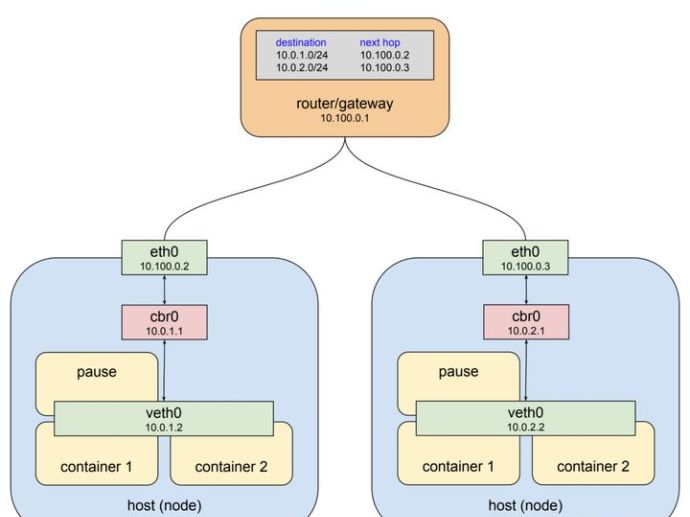 destination next hop
10.0.1.0/24 10.100.0.2
10.0.2.0/24 10.100.0.3
router/gateway
10.100.0.1
eth0
10.100.0.2
cbr0
10.0.1.1
pause
veth0
10.0.1.2
container 1
container 2
host (node)
eth0
10.100.0.3
cbr0
10.0.2.1
pause
veth0
10.0.2.2
container 1
container 2
host (node)